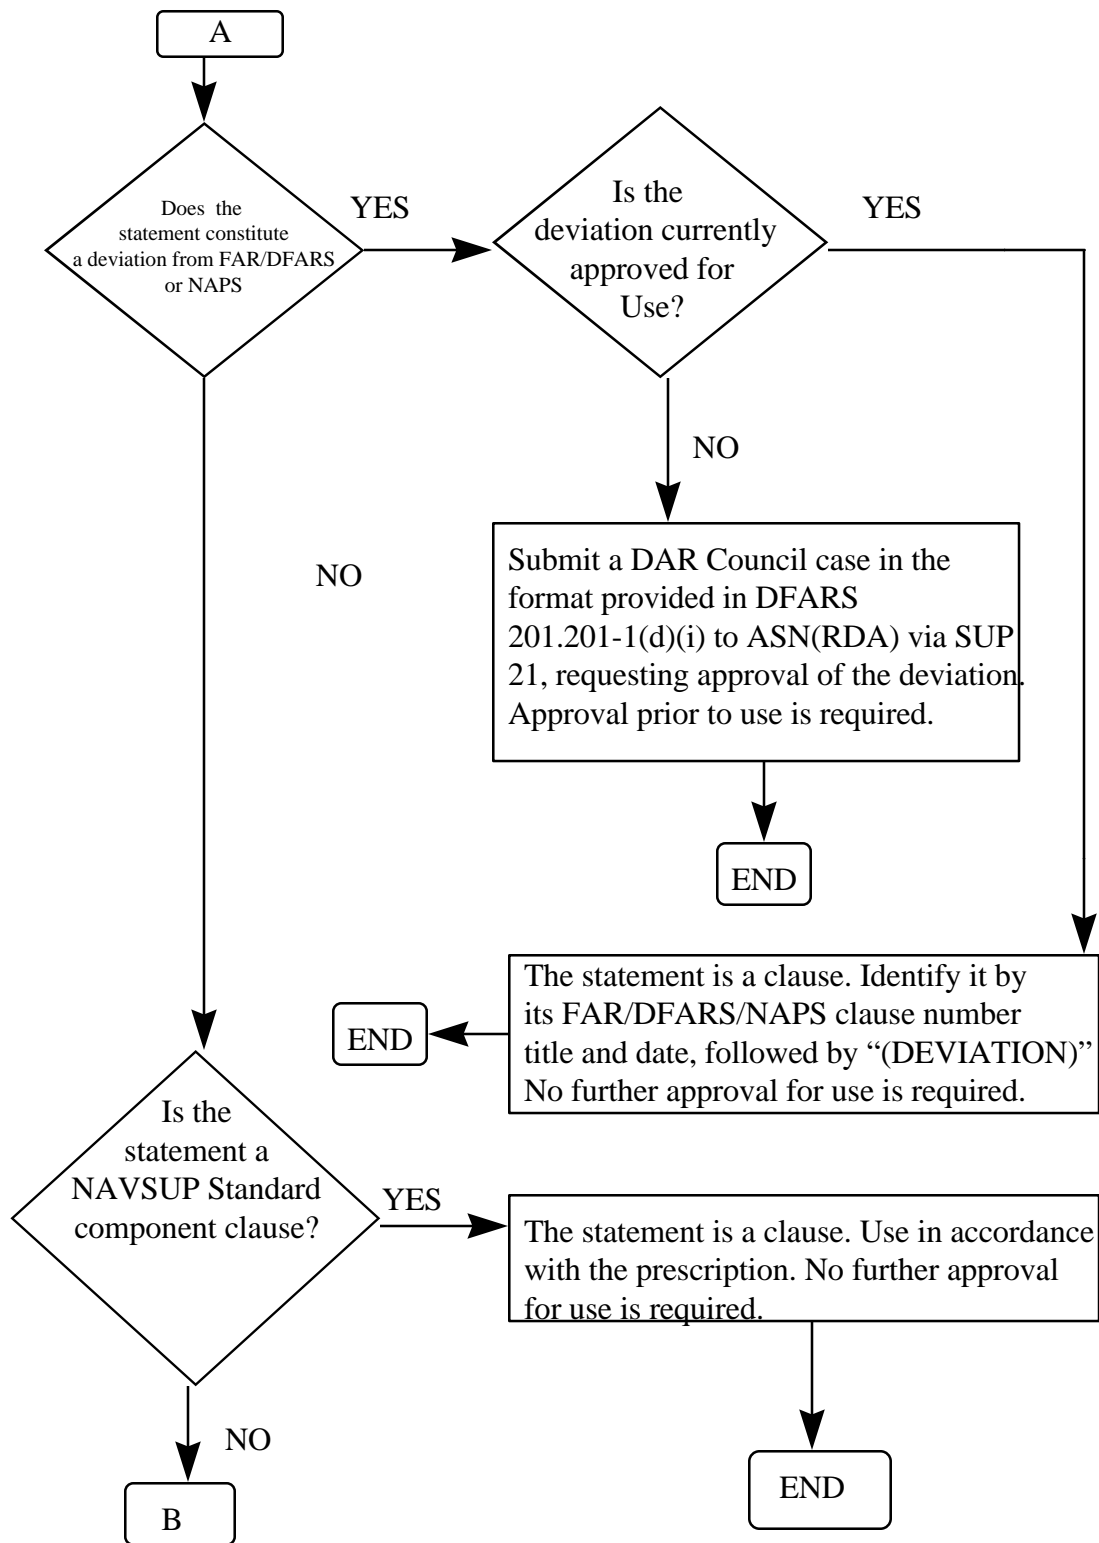 A
Does the
statement constitute
a deviation from FAR/DFARS
or NAPS
YES
Is the
deviation currently
approved for
Use?
YES
NO
Submit a DAR Council case in the
format provided in DFARS
201.201-1(d)(i) to ASN(RDA) via SUP
21, requesting approval of the deviation.
Approval prior to use is required.
NO
END
The statement is a clause. Identify it by
its FAR/DFARS/NAPS clause number
title and date, followed by “(DEVIATION)”
No further approval for use is required.
END
Is the
statement a
NAVSUP Standard
component clause?
YES
The statement is a clause. Use in accordance
with the prescription. No further approval
for use is required.
NO
END
B